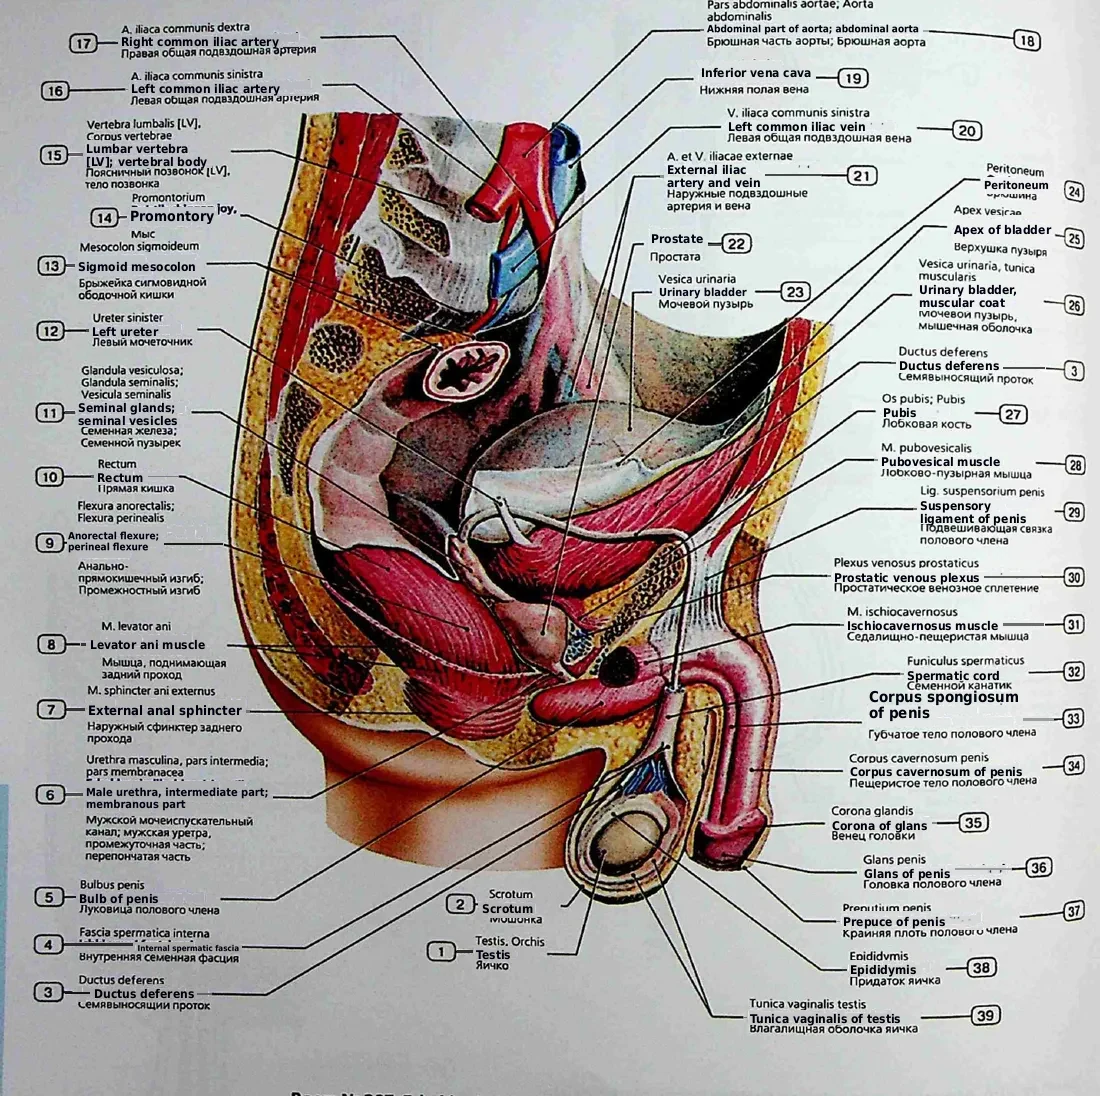 A. iliaca communis dextra
17
Right common iliac artery
Правая общая подвздошная артерия
A. iliaca communis sinistra
16
Left common iliac artery
Левая общая подвздошная артерия
Vertebra lumbalis [LV],
Corpus vertebrae
15
Lumbar vertebra
[LV]; vertebral body
Поясничный позвонок [LV],
тело позвонка
Promontorium
joy,
14
Promontory
Мыс
Mesocolon sigmoideum
13
Sigmoid mesocolon
Брыжейка сигмовидной
ободочной кишки
Ureter sinister
12
Left ureter
Левый мочеточник
Glandula vesiculosa;
Glandula seminalis;
Vesicula seminalis
11
Seminal glands;
seminal vesicles
Семенная железа;
Семенной пузырек
Rectum
10
Rectum
Прямая кишка
Flexura anorectalis;
Flexura perinealis
9
Anorectal flexure;
perineal flexure
Анально-
прямокишечный изгиб;
Промежностный изгиб
M. levator ani
8
Levator ani muscle
Мышца, поднимающая
задний проход
M. sphincter ani externus
7
External anal sphincter
Наружный сфинктер заднего
прохода
Urethra masculina, pars intermedia;
pars membranacea
6
Male urethra, intermediate part;
membranous part
Мужской мочеиспускательный
канал; мужская уретра,
промежуточная часть;
перепончатая часть
Bulbus penis
5
Bulb of penis
Луковица полового члена
Fascia spermatica interna
4
Internal spermatic fascia
Внутренняя семенная фасция
Ductus deferens
3
Ductus deferens
Семявыносящий проток
Scrotum
2
Scrotum
Мошонка
Testis, Orchis
1
Testis
Яичко
Pars abdominalis aortae; Aorta
abdominalis
Abdominal part of aorta; abdominal aorta
18
Брюшная часть аорты; Брюшная аорта
Inferior vena cava
19
Нижняя полая вена
V. iliaca communis sinistra
Left common iliac vein
20
Левая общая подвздошная вена
A. et V. iliacae externae
External iliac
artery and vein
21
Наружные подвздошные
артерия и вена
Prostate
22
Простата
Vesica urinaria
Urinary bladder
23
Мочевой пузырь
Peritoneum
Peritoneum
24
Брюшина
Apex vesicae
Apex of bladder
25
Верхушка пузыря
Vesica urinaria, tunica
muscularis
Urinary bladder,
muscular coat
26
Мочевой пузырь,
мышечная оболочка
Ductus deferens
Ductus deferens
3
Семявыносящий проток
Os pubis; Pubis
Pubis
27
Лобковая кость
M. pubovesicalis
Pubovesical muscle
28
Лобково-пузырная мышца
Lig. suspensorium penis
Suspensory
ligament of penis
29
Подвешивающая связка
полового члена
Plexus venosus prostaticus
Prostatic venous plexus
30
Простатическое венозное сплетение
M. ischiocavernosus
Ischiocavernosus muscle
31
Седалищно-пещеристая мышца
Funiculus spermaticus
Spermatic cord
32
Семенной канатик
Corpus spongiosum
of penis
33
Губчатое тело полового члена
Corpus cavernosum penis
Corpus cavernosum of penis
34
Пещеристое тело полового члена
Corona glandis
Corona of glans
35
Венец головки
Glans penis
Glans of penis
36
Головка полового члена
Preputium penis
Prepuce of penis
37
Крайняя плоть полового члена
Epididymis
Epididymis
38
Придаток яичка
Tunica vaginalis testis
Tunica vaginalis of testis
39
Влагалищная оболочка яичка